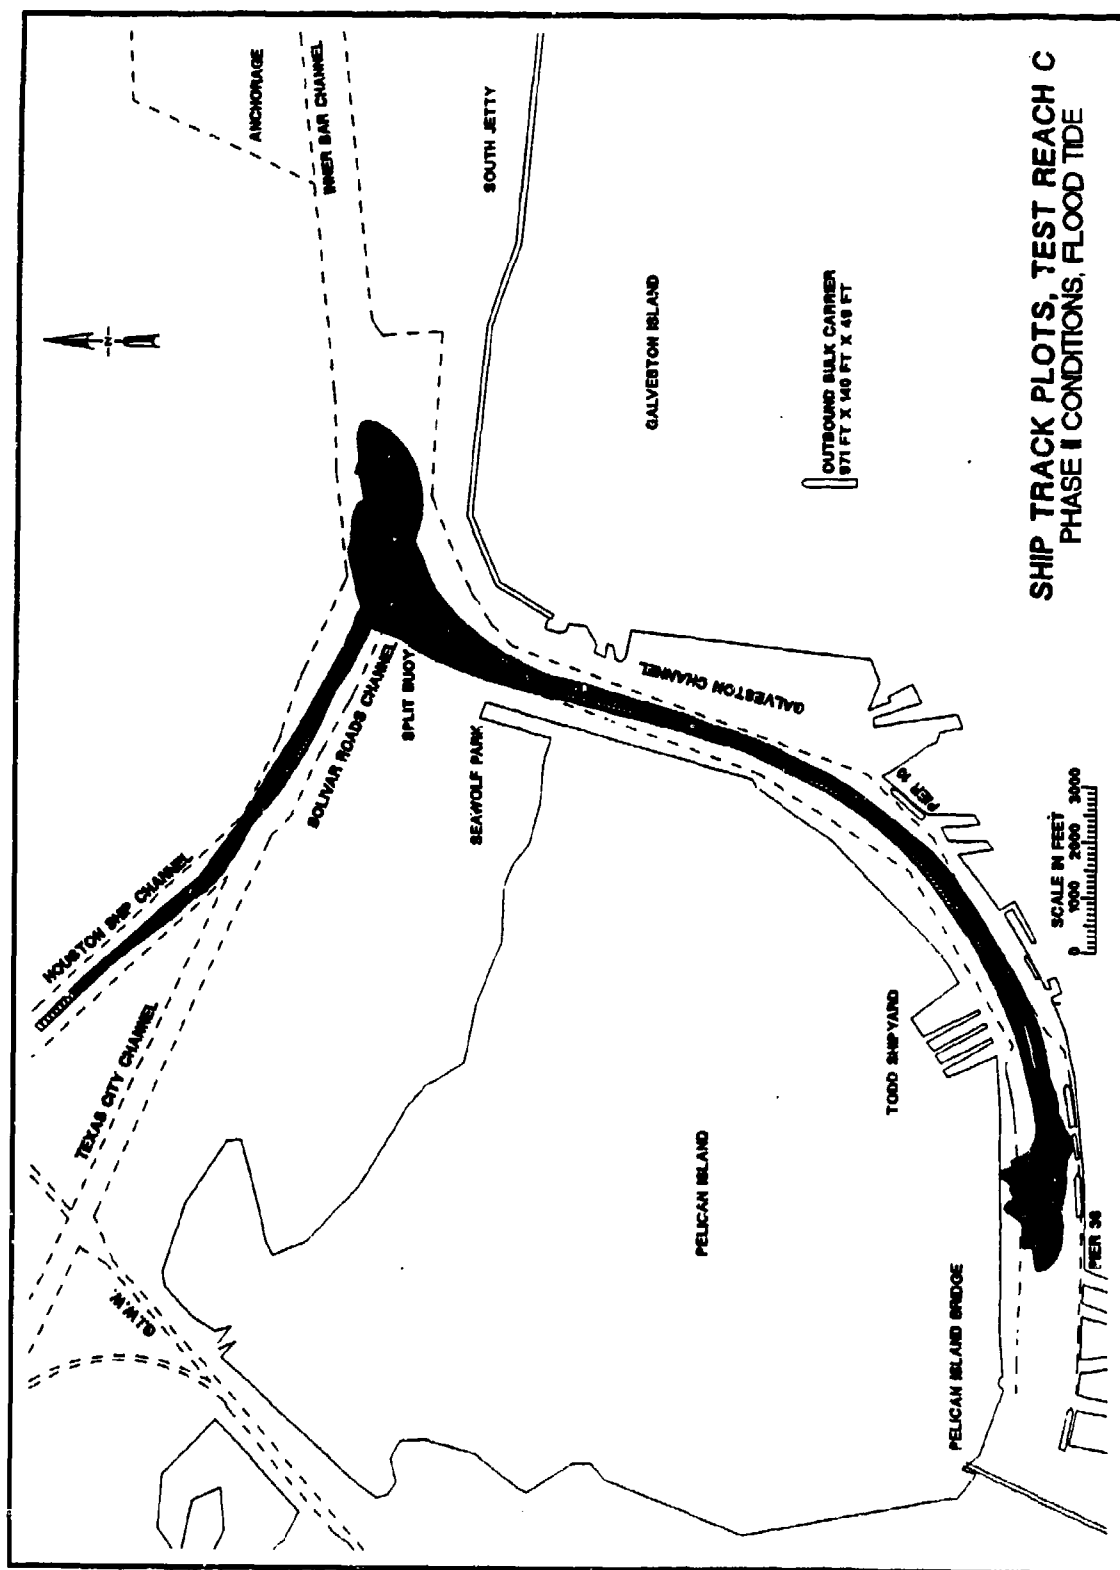 ANCHORAGE
INNER BAR CHANNEL
SOUTH JETTY
N
GALVESTON ISLAND
OUTBOUND BULK CARRIER
971 FT X 140 FT X 49 FT
HOUSTON SHIP CHANNEL
TEXAS CITY CHANNEL
G.I.W.W.
BOLIVAR ROADS CHANNEL
SPLIT BUOY
SEAWOLF PARK
GALVESTON CHANNEL
PIER 10
TODD SHIPYARD
PELICAN ISLAND
PELICAN ISLAND BRIDGE
PIER 36
SCALE IN FEET
0 1000 2000 3000
SHIP TRACK PLOTS, TEST REACH C
PHASE II CONDITIONS, FLOOD TIDE